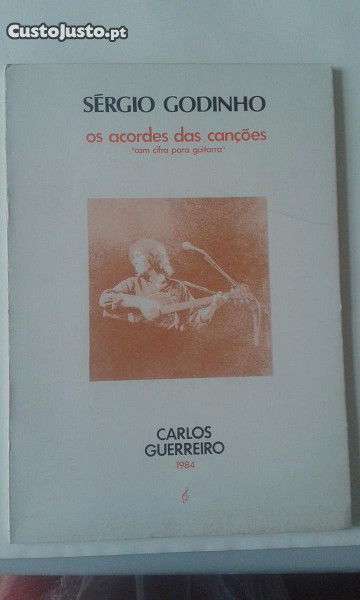 CustoJusto.pt
SÉRGIO GODINHO
os acordes das canções
"com cifra para guitarra"
CARLOS
GUERREIRO
1984